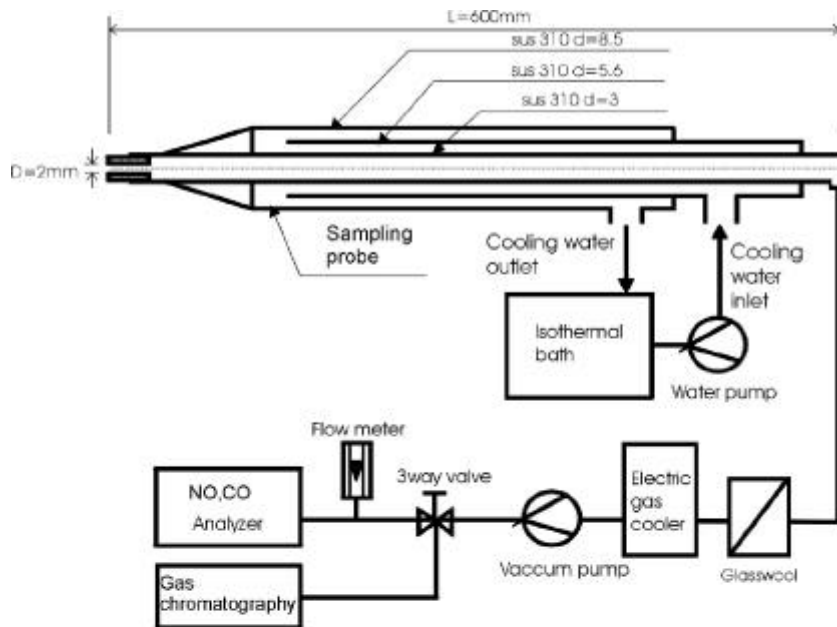 L=600mm
sus 310 d=8.5
sus 310 d=5.6
sus 310 d=3
D=2mm
Sampling
probe
Cooling water
outlet
Cooling
water
inlet
Isothermal
bath
Water pump
Flow meter
3way valve
NO,CO
Analyzer
Electric
gas
cooler
Vaccum pump
Glasswool
Gas
chromatography